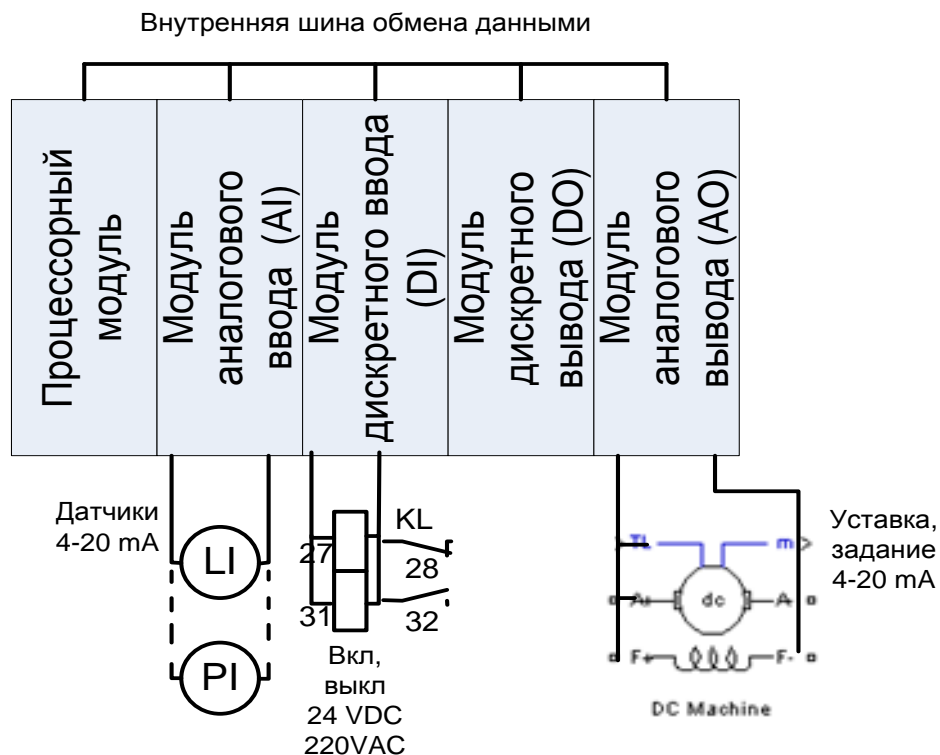 Внутренняя шина обмена данными
Процессорный
модуль
Модуль
аналогового
ввода (AI)
Модуль
дискретного ввода
(DI)
Модуль
дискретного
вывода (DO)
Модуль
аналогового
вывода (AO)
Датчики
4-20 mA
LI
PI
27
31
KL
28
32
Вкл,
выкл
24 VDC
220VAC
TL
m
A+
dc
A-
F+
F-
DC Machine
Уставка,
задание
4-20 mA